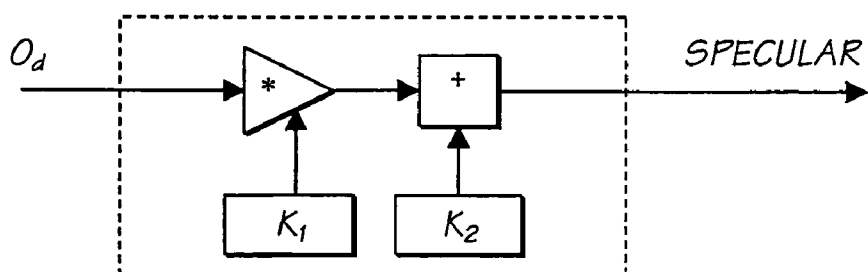 O_d
SPECULAR
*
+
K_1
K_2